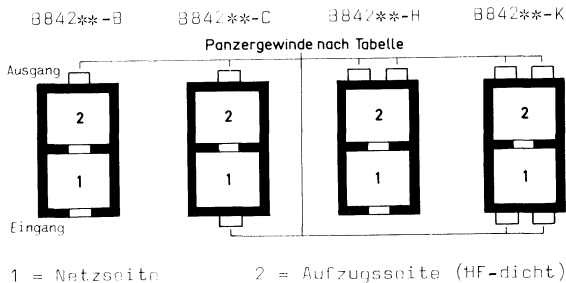 B842**-B B842**-C B842**-H B842**-K
Panzergewinde nach Tabelle
Ausgang
2 2 2 2
1 1 1 1
Eingang
1 = Netzseite 2 = Aufzugsseite (HF-dicht)